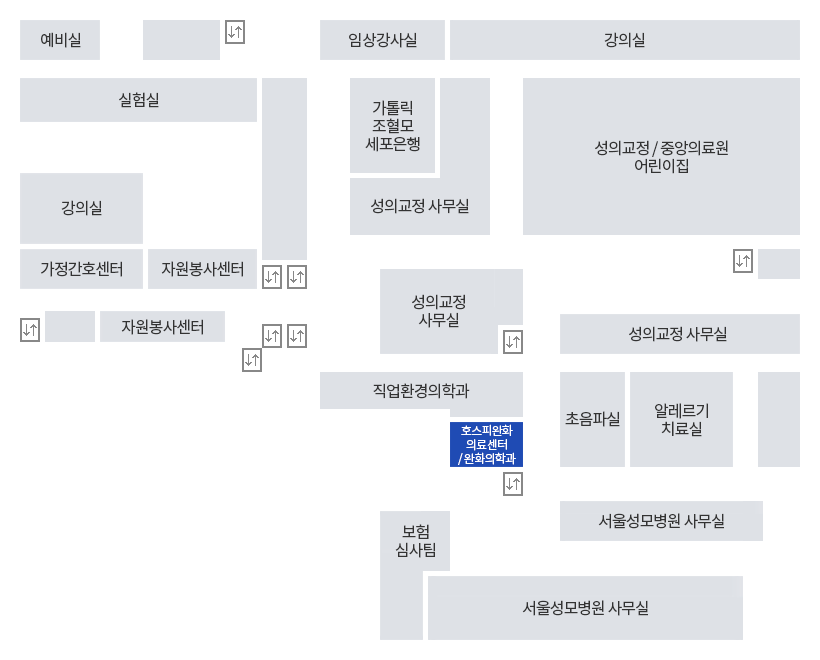 예비실
임상강사실
강의실
실험실
가톨릭
조혈모
세포은행
성의교정 / 중앙의료원
어린이집
강의실
성의교정 사무실
가정간호센터
자원봉사센터
성의교정
사무실
자원봉사센터
성의교정 사무실
직업환경의학과
초음파실
알레르기
치료실
호스피완화
의료센터
/ 완화의학과
서울성모병원 사무실
보험
심사팀
서울성모병원 사무실